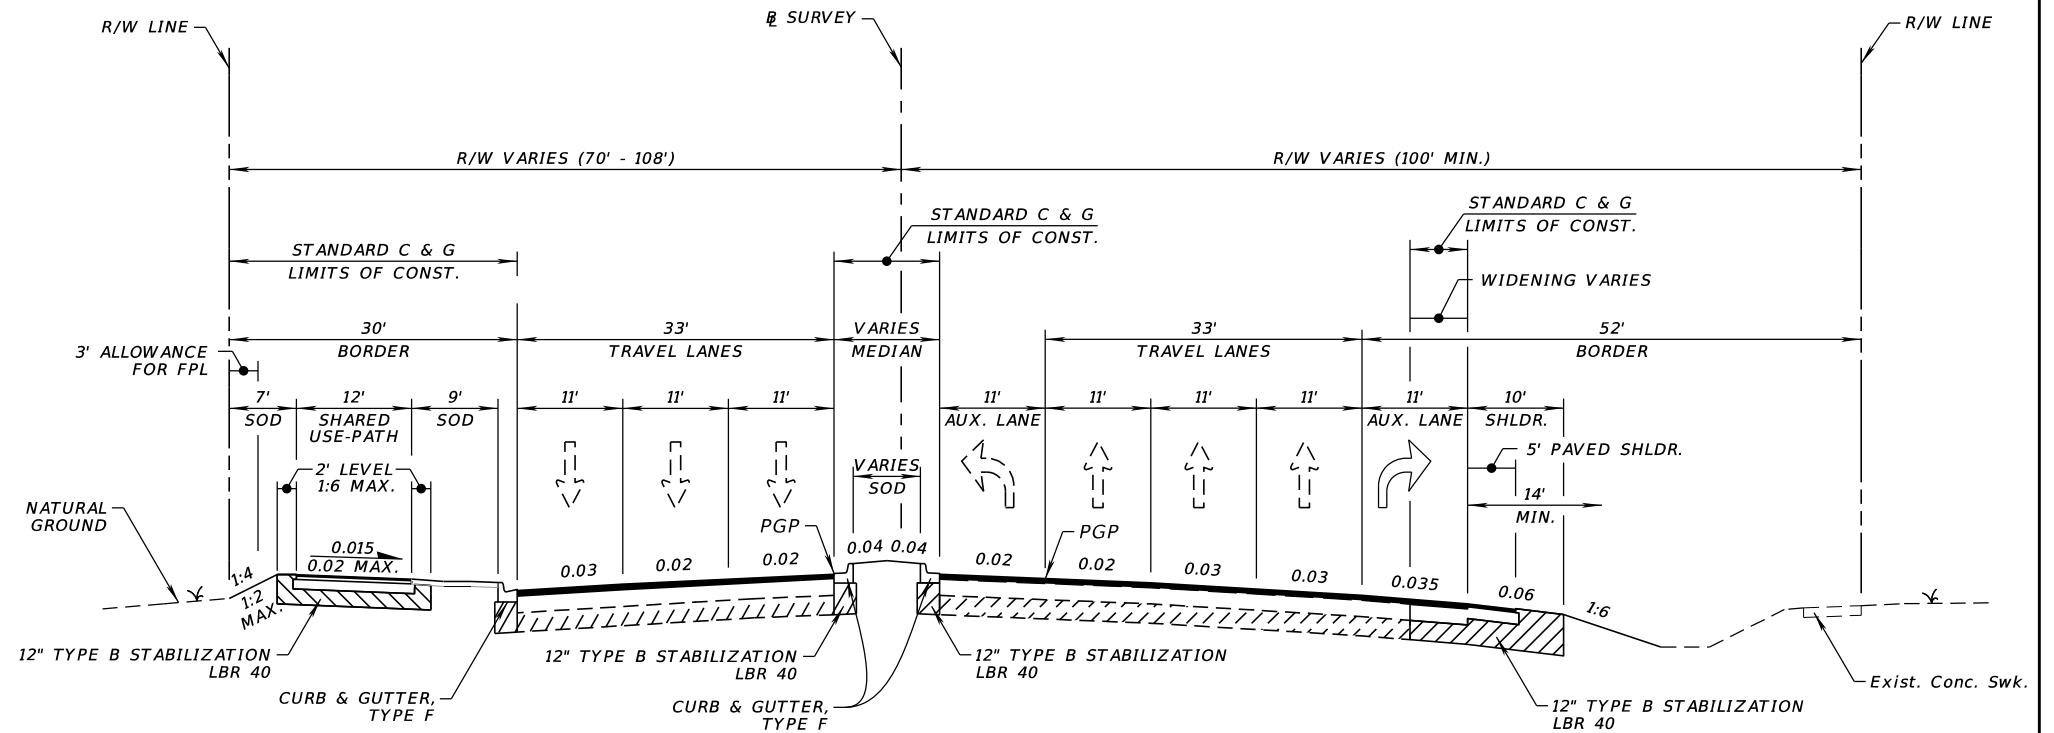 R/W LINE
BL SURVEY
R/W LINE
R/W VARIES (70' - 108')
R/W VARIES (100' MIN.)
STANDARD C & G
LIMITS OF CONST.
STANDARD C & G
LIMITS OF CONST.
STANDARD C & G
LIMITS OF CONST.
WIDENING VARIES
30'
BORDER
33'
TRAVEL LANES
VARIES
MEDIAN
33'
TRAVEL LANES
52'
BORDER
3' ALLOWANCE
FOR FPL
7'
SOD
12'
SHARED
USE-PATH
9'
SOD
11'
11'
11'
11'
AUX. LANE
11'
11'
11'
11'
AUX. LANE
10'
SHLDR.
5' PAVED SHLDR.
2' LEVEL
1:6 MAX.
VARIES
SOD
14'
MIN.
NATURAL
GROUND
PGP
PGP
1:4
1:2
MAX.
0.015
0.02 MAX.
0.03
0.02
0.02
0.04 0.04
0.02
0.02
0.03
0.03
0.035
0.06
1:6
12" TYPE B STABILIZATION
LBR 40
CURB & GUTTER,
TYPE F
12" TYPE B STABILIZATION
LBR 40
CURB & GUTTER,
TYPE F
12" TYPE B STABILIZATION
LBR 40
12" TYPE B STABILIZATION
LBR 40
Exist. Conc. Swk.